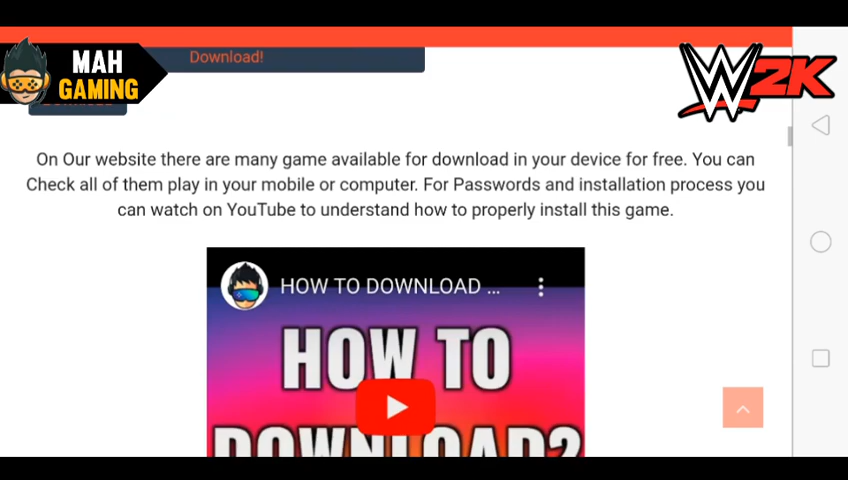 Download!
MAH
GAMING
W 2K
On Our website there are many game available for download in your device for free. You can
Check all of them play in your mobile or computer. For Passwords and installation process you
can watch on YouTube to understand how to properly install this game.
HOW TO DOWNLOAD ...
HOW TO
DOWNLOAD?